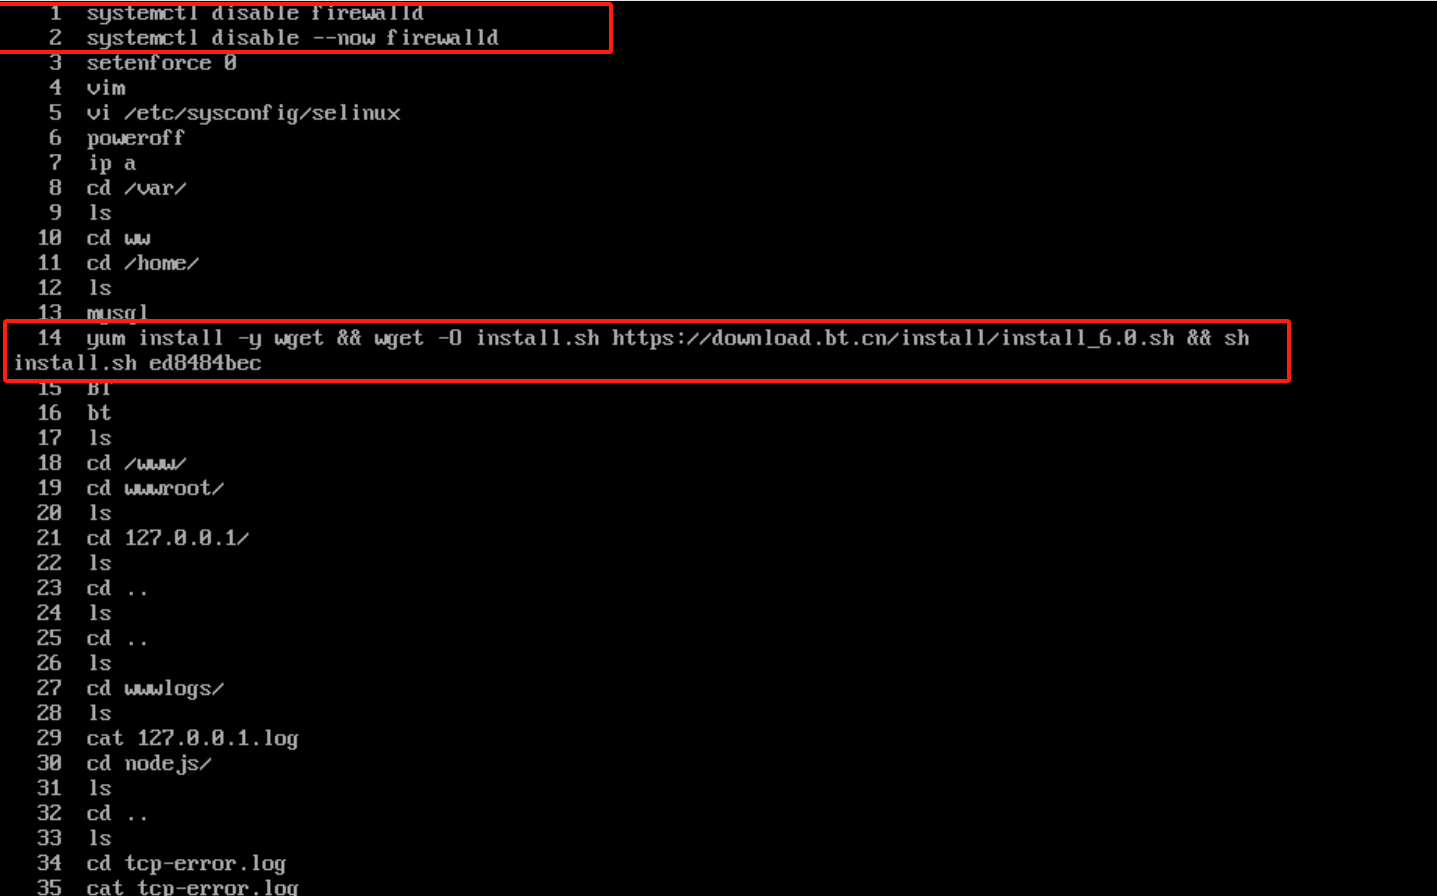 1 systemctl disable firewalld
2 systemctl disable --now firewalld
3 setenforce 0
4 vim
5 vi /etc/sysconfig/selinux
6 poweroff
7 ip a
8 cd /var/
9 ls
10 cd ww
11 cd /home/
12 ls
13 mysql
14 yum install -y wget && wget -O install.sh https://download.bt.cn/install/install_6.0.sh && sh
install.sh ed8484bec
15 BT
16 bt
17 ls
18 cd /www/
19 cd wwwroot/
20 ls
21 cd 127.0.0.1/
22 ls
23 cd ..
24 ls
25 cd ..
26 ls
27 cd wwwlogs/
28 ls
29 cat 127.0.0.1.log
30 cd nodejs/
31 ls
32 cd ..
33 ls
34 cd tcp-error.log
35 cat tcp-error.log